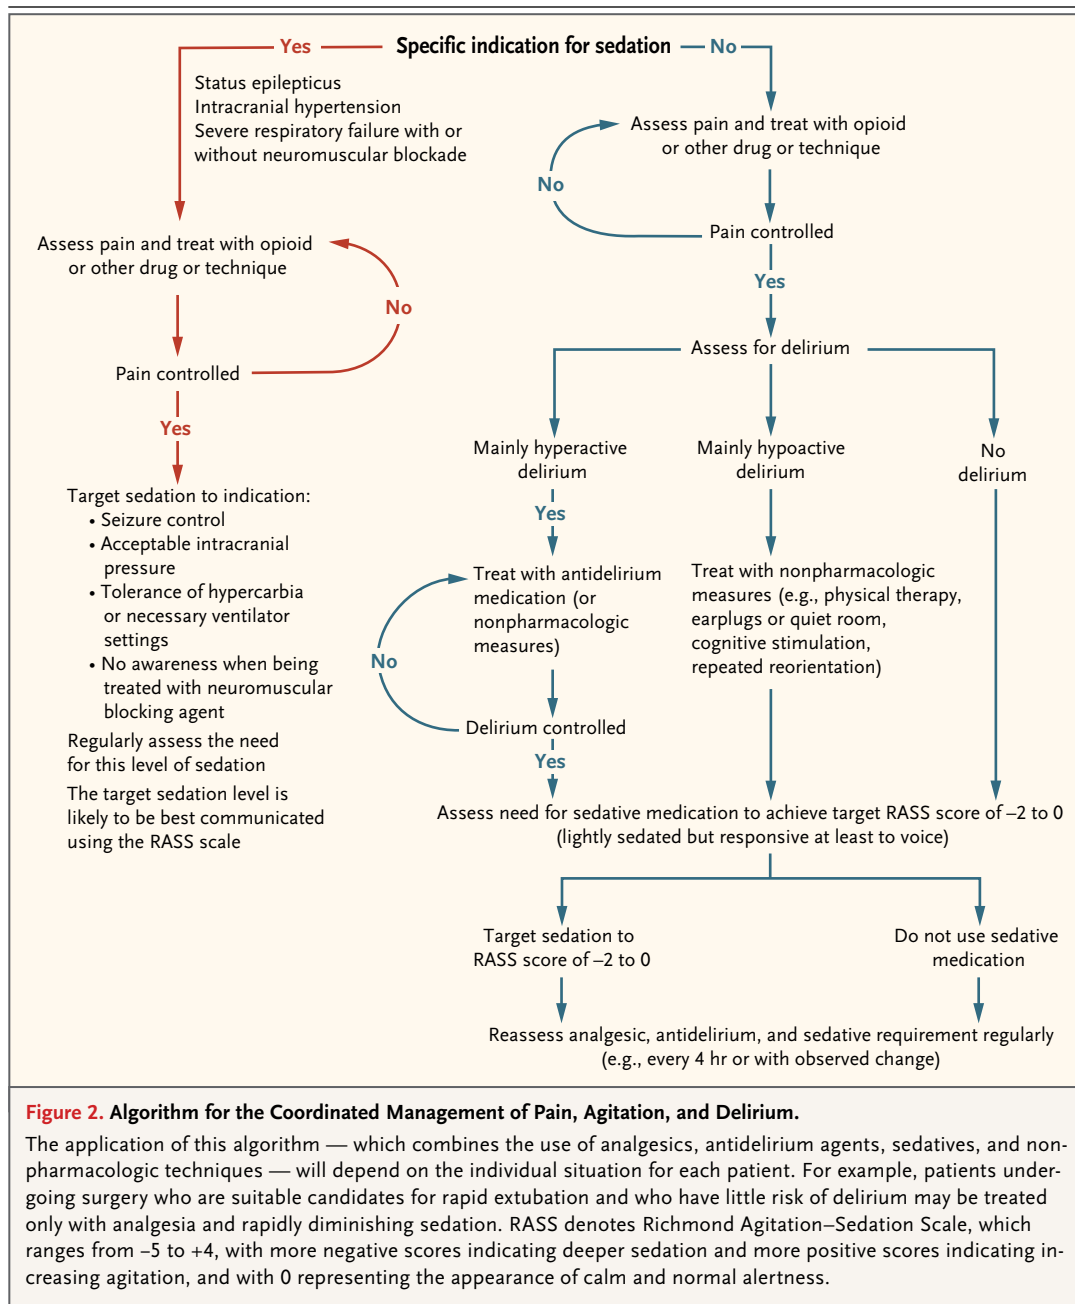 Specific indication for sedation
Yes
No
Status epilepticus
Intracranial hypertension
Severe respiratory failure with or
without neuromuscular blockade
Assess pain and treat with opioid
or other drug or technique
No
Pain controlled
Yes
Target sedation to indication:
• Seizure control
• Acceptable intracranial
pressure
• Tolerance of hypercarbia
or necessary ventilator
settings
• No awareness when being
treated with neuromuscular
blocking agent
Regularly assess the need
for this level of sedation
The target sedation level is
likely to be best communicated
using the RASS scale
Assess pain and treat with opioid
or other drug or technique
No
Pain controlled
Yes
Assess for delirium
Mainly hyperactive
delirium
Yes
Treat with antidelirium
medication (or
nonpharmacologic
measures)
No
Delirium controlled
Yes
Mainly hypoactive
delirium
Treat with nonpharmacologic
measures (e.g., physical therapy,
earplugs or quiet room,
cognitive stimulation,
repeated reorientation)
No
delirium
Assess need for sedative medication to achieve target RASS score of –2 to 0
(lightly sedated but responsive at least to voice)
Target sedation to
RASS score of –2 to 0
Do not use sedative
medication
Reassess analgesic, antidelirium, and sedative requirement regularly
(e.g., every 4 hr or with observed change)
Figure 2. Algorithm for the Coordinated Management of Pain, Agitation, and Delirium.
The application of this algorithm — which combines the use of analgesics, antidelirium agents, sedatives, and non-
pharmacologic techniques — will depend on the individual situation for each patient. For example, patients under-
going surgery who are suitable candidates for rapid extubation and who have little risk of delirium may be treated
only with analgesia and rapidly diminishing sedation. RASS denotes Richmond Agitation–Sedation Scale, which
ranges from –5 to +4, with more negative scores indicating deeper sedation and more positive scores indicating in-
creasing agitation, and with 0 representing the appearance of calm and normal alertness.